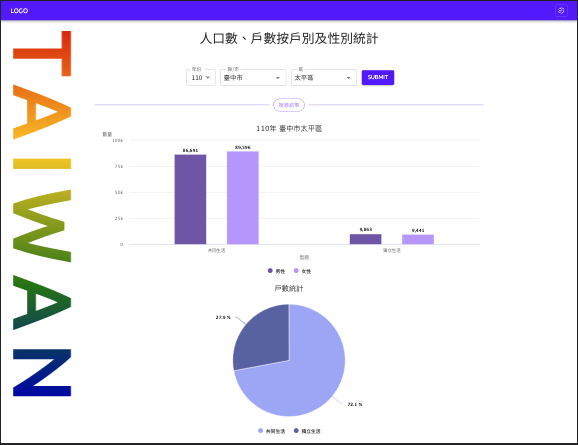 LOGO
TAIWAN
人口數、戶數按戶別及性別統計
年份
110
縣/市
臺中市
區
太平區
SUBMIT
搜尋結果
110年 臺中市太平區
數量
100k
75k
50k
25k
0
86,691
89,596
9,863
9,441
共同生活
獨立生活
型態
男性
女性
戶數統計
27.9 %
72.1 %
共同生活
獨立生活